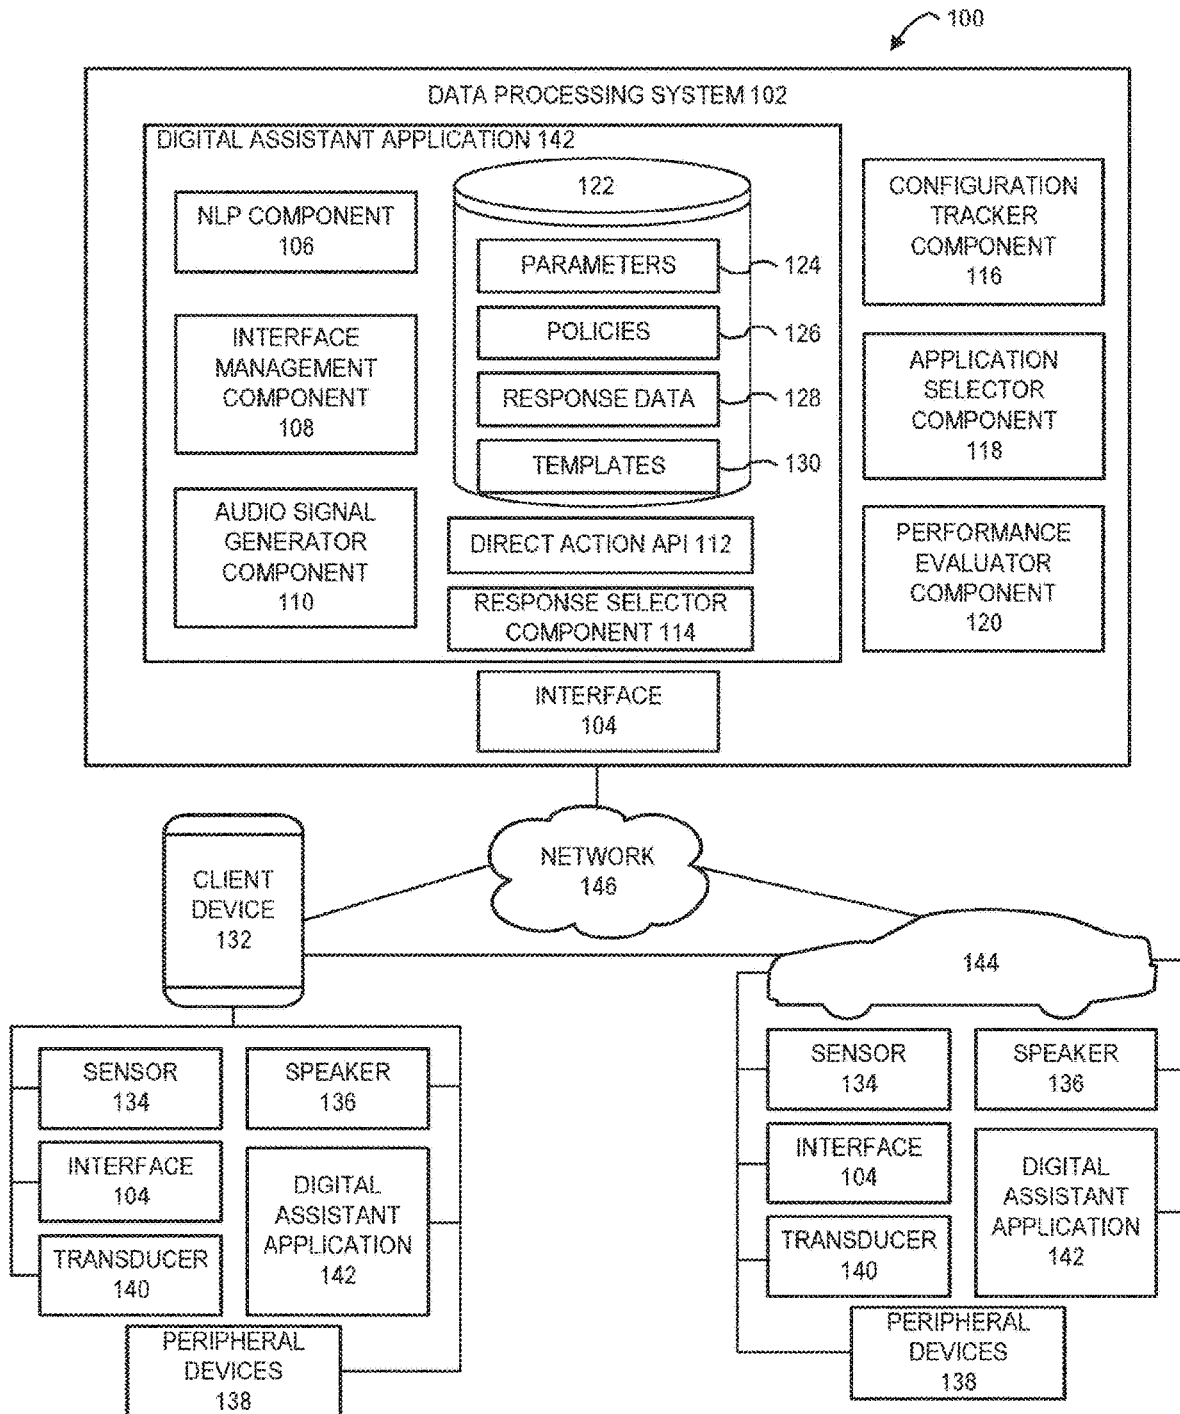 100
DATA PROCESSING SYSTEM 102
DIGITAL ASSISTANT APPLICATION 142
NLP COMPONENT
106
INTERFACE
MANAGEMENT
COMPONENT
108
AUDIO SIGNAL
GENERATOR
COMPONENT
110
122
PARAMETERS
124
POLICIES
126
RESPONSE DATA
128
TEMPLATES
130
DIRECT ACTION API 112
RESPONSE SELECTOR
COMPONENT 114
CONFIGURATION
TRACKER
COMPONENT
116
APPLICATION
SELECTOR
COMPONENT
118
PERFORMANCE
EVALUATOR
COMPONENT
120
INTERFACE
104
NETWORK
146
CLIENT
DEVICE
132
144
SENSOR
134
SPEAKER
136
INTERFACE
104
DIGITAL
ASSISTANT
APPLICATION
142
TRANSDUCER
140
PERIPHERAL
DEVICES
138
SENSOR
134
SPEAKER
136
INTERFACE
104
DIGITAL
ASSISTANT
APPLICATION
142
TRANSDUCER
140
PERIPHERAL
DEVICES
138